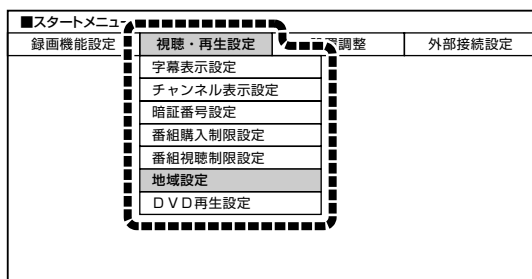 ■スタートメニュー
録画機能設定 視聴・再生設定 調整 外部接続設定
字幕表示設定
チャンネル表示設定
暗証番号設定
番組購入制限設定
番組視聴制限設定
地域設定
ＤＶＤ再生設定